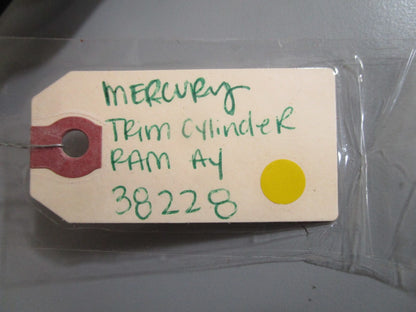 MERCURY
TRIM CYlINdeR
RAM AY
38228